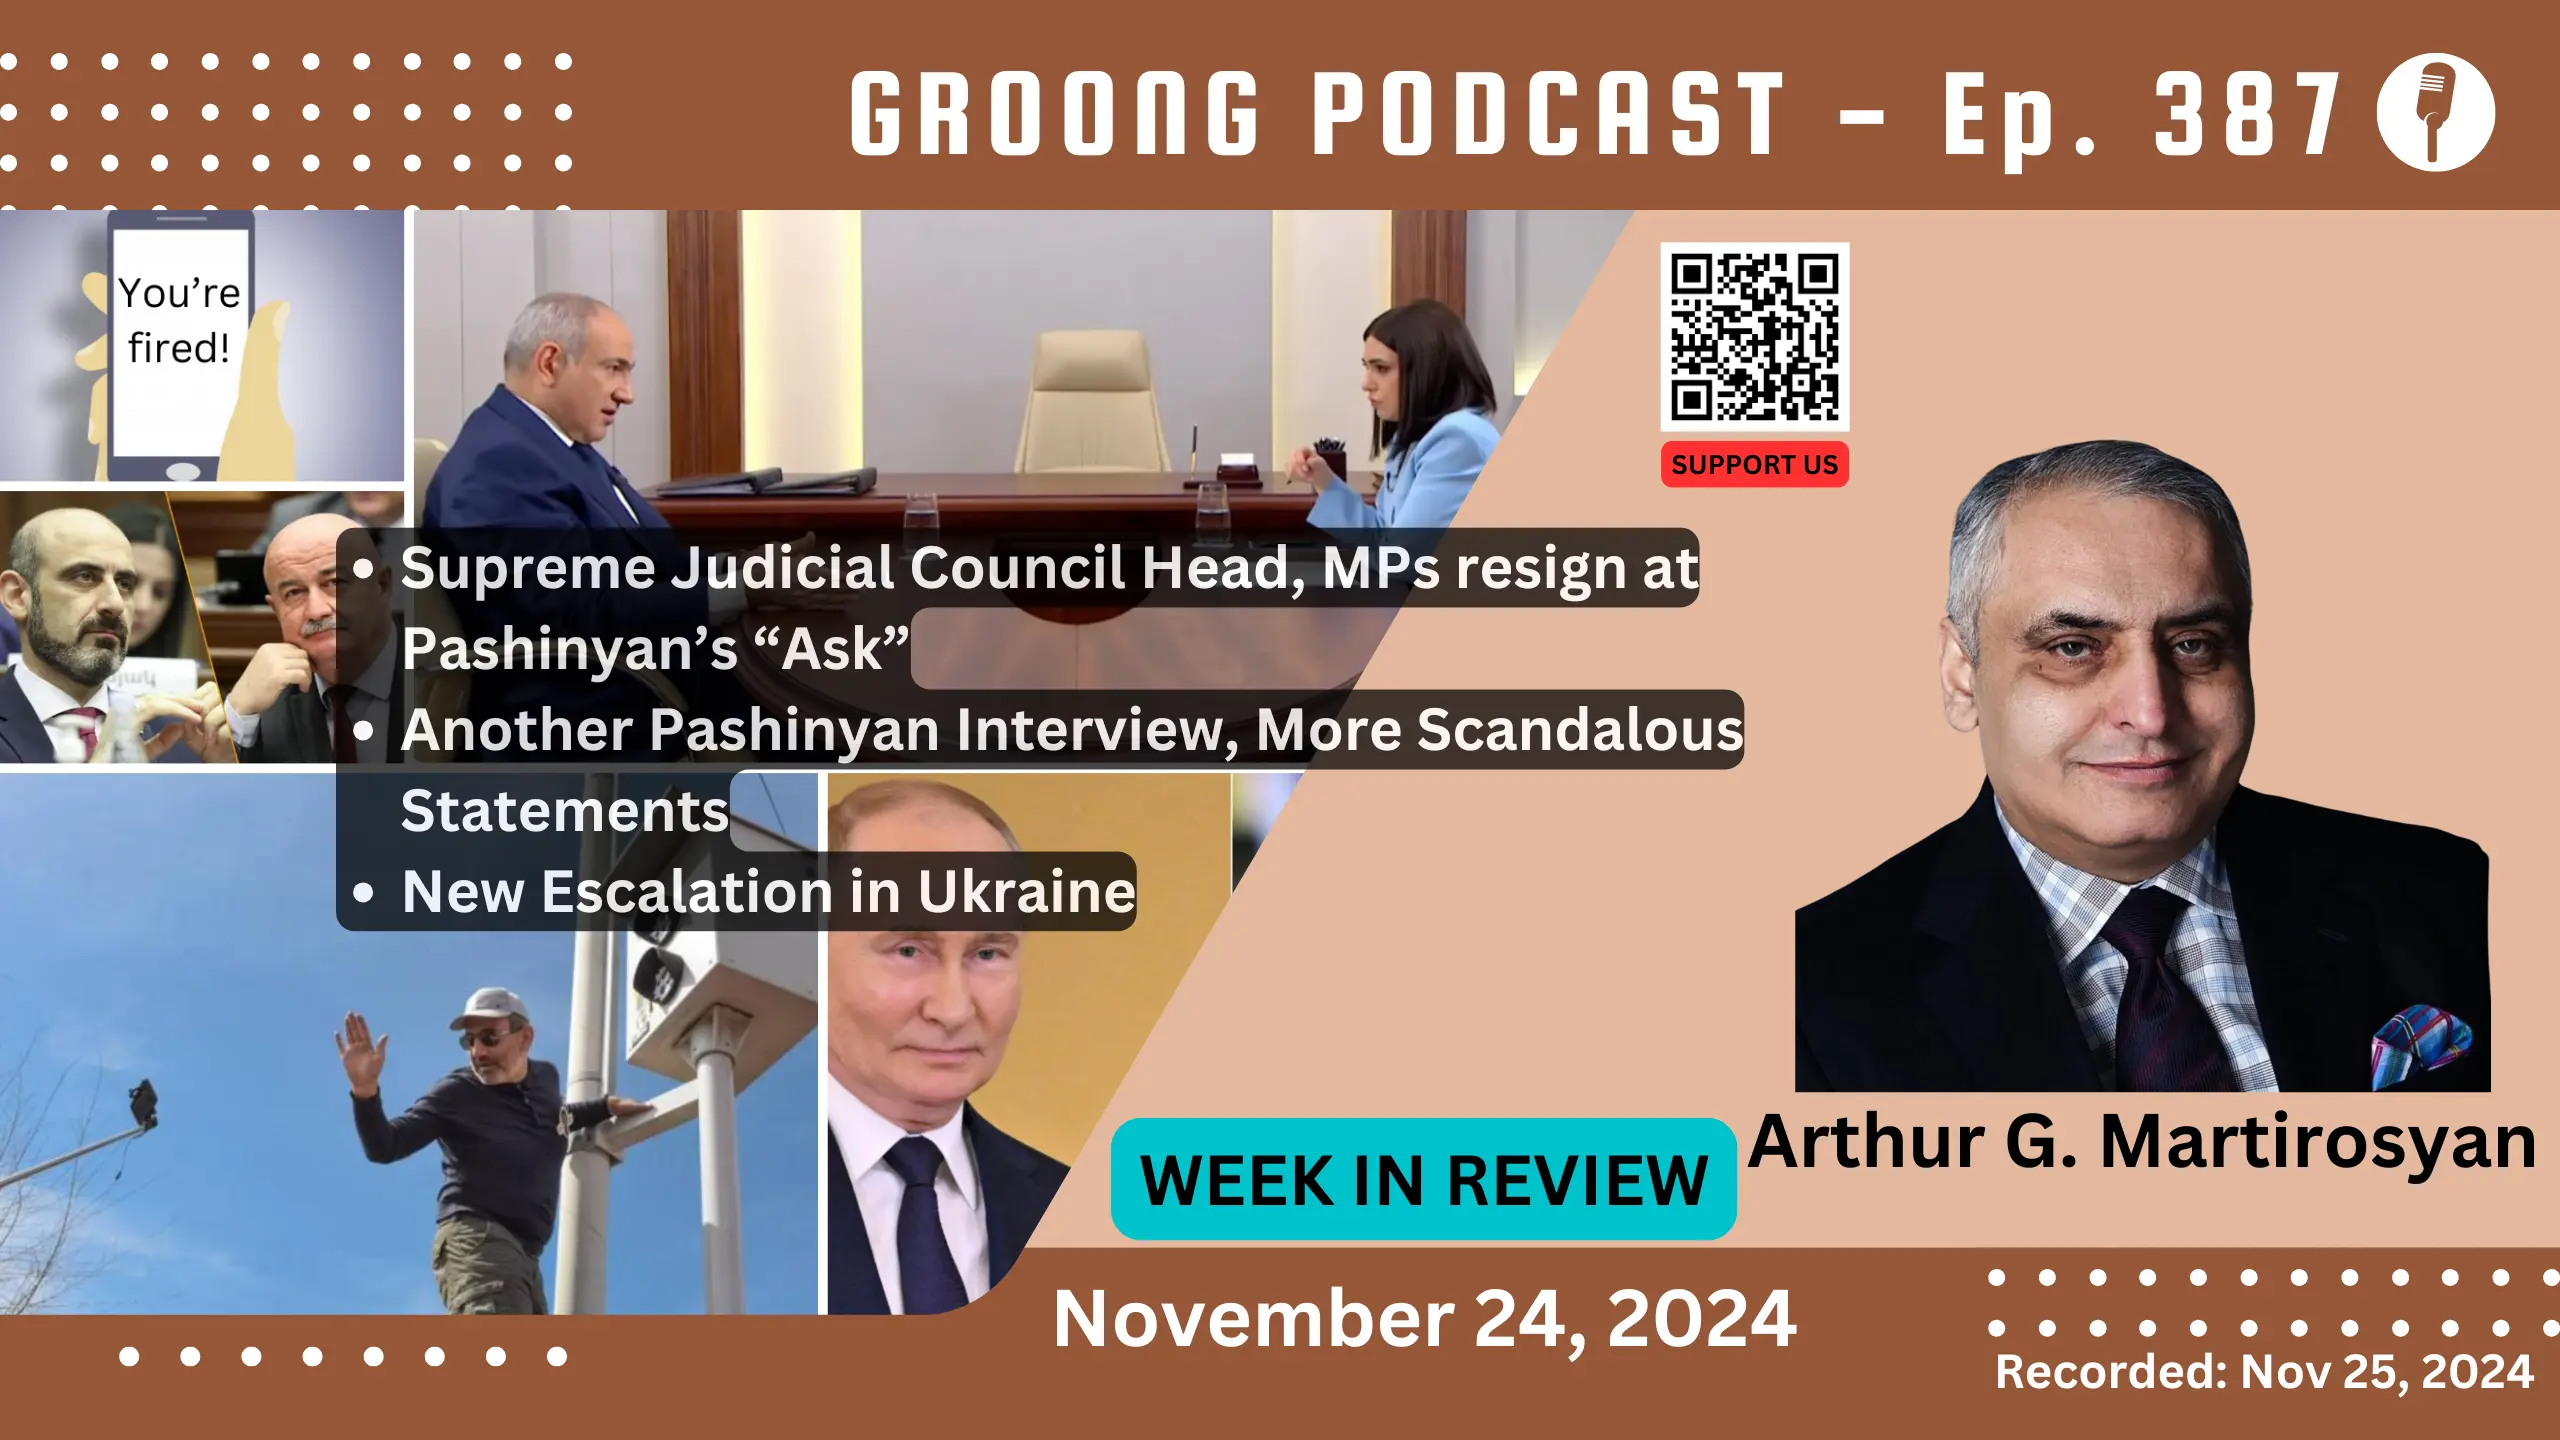 GROONG PODCAST - Ep. 387
You're
fired!
SUPPORT US
• Supreme Judicial Council Head, MPs resign at
Pashinyan's “Ask”
• Another Pashinyan Interview, More Scandalous
Statements
• New Escalation in Ukraine
Arthur G. Martirosyan
WEEK IN REVIEW
November 24, 2024
Recorded: Nov 25, 2024